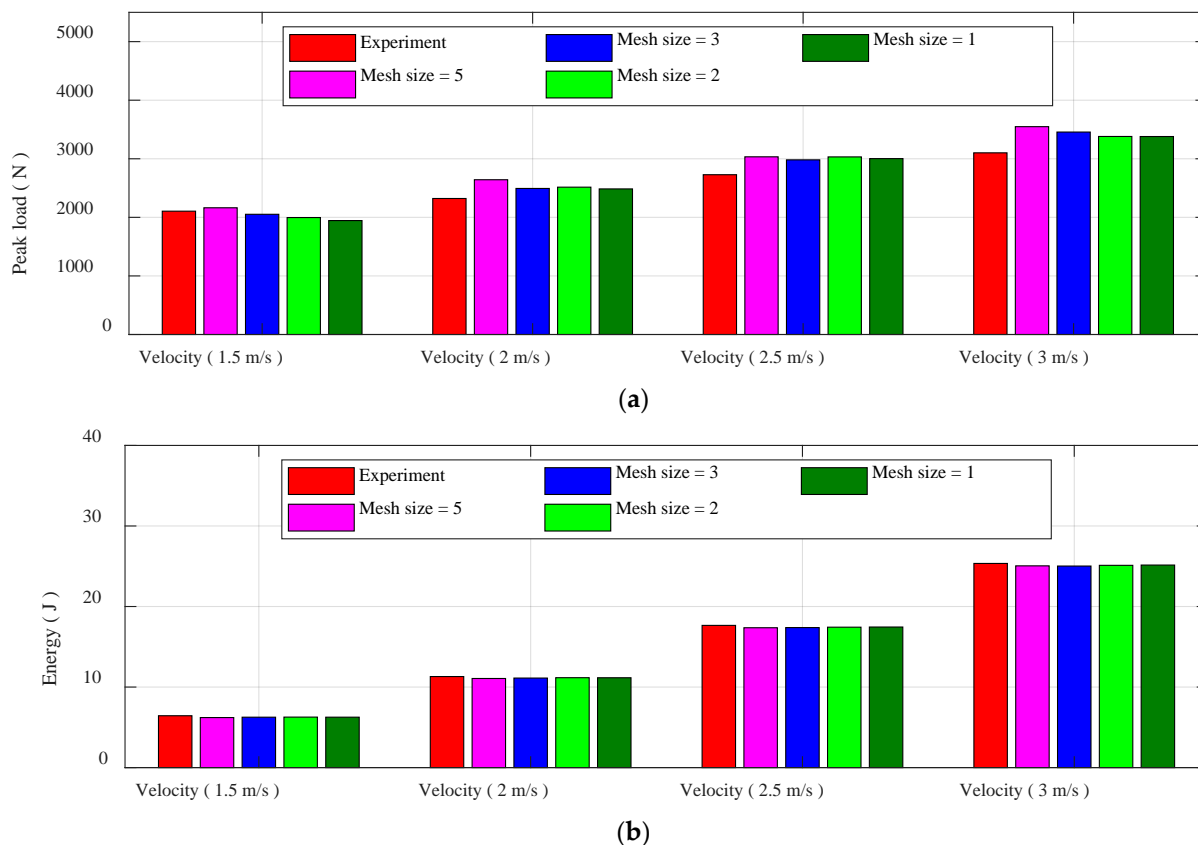 5000
4000
3000
2000
1000
0
Peak load ( N )
Experiment
Mesh size = 5
Mesh size = 3
Mesh size = 2
Mesh size = 1
Velocity ( 1.5 m/s )
Velocity ( 2 m/s )
Velocity ( 2.5 m/s )
Velocity ( 3 m/s )
(a)
40
30
20
10
0
Energy ( J )
Experiment
Mesh size = 5
Mesh size = 3
Mesh size = 2
Mesh size = 1
Velocity ( 1.5 m/s )
Velocity ( 2 m/s )
Velocity ( 2.5 m/s )
Velocity ( 3 m/s )
(b)